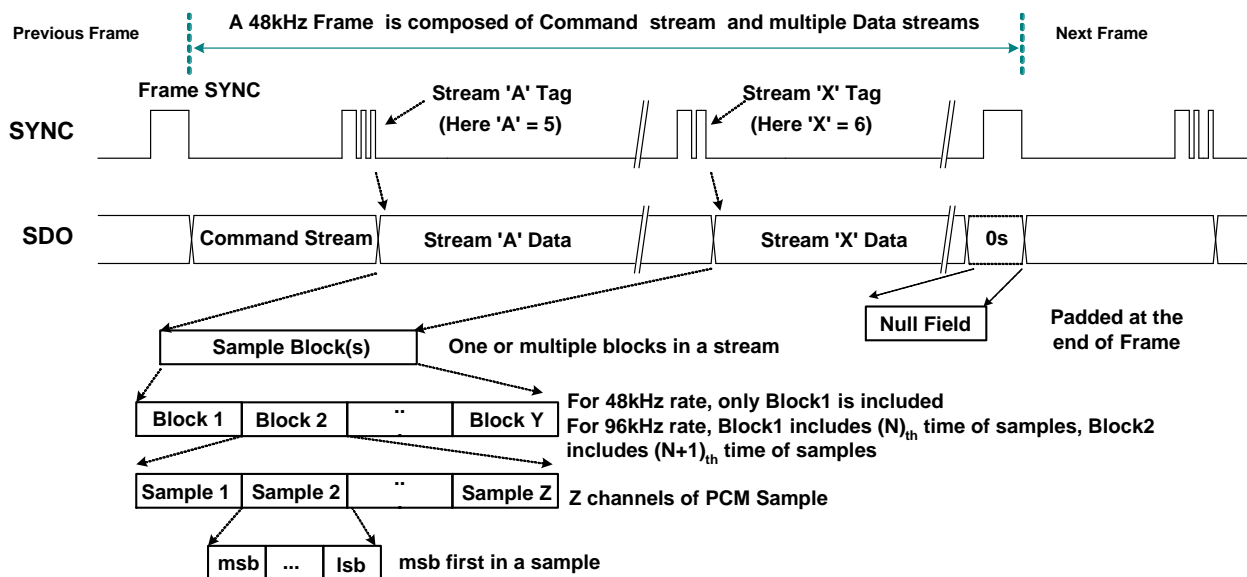 A 48kHz Frame is composed of Command stream and multiple Data streams
Previous Frame
Next Frame
Frame SYNC
Stream 'A' Tag
(Here 'A' = 5)
Stream 'X' Tag
(Here 'X' = 6)
SYNC
SDO
Command Stream
Stream 'A' Data
Stream 'X' Data
0s
Null Field
Padded at the
end of Frame
Sample Block(s)
One or multiple blocks in a stream
Block 1
Block 2
..
.
Block Y
For 48kHz rate, only Block1 is included
For 96kHz rate, Block1 includes (N)th time of samples, Block2
includes (N+1)th time of samples
Sample 1
Sample 2
..
.
Sample Z
Z channels of PCM Sample
msb
...
lsb
msb first in a sample